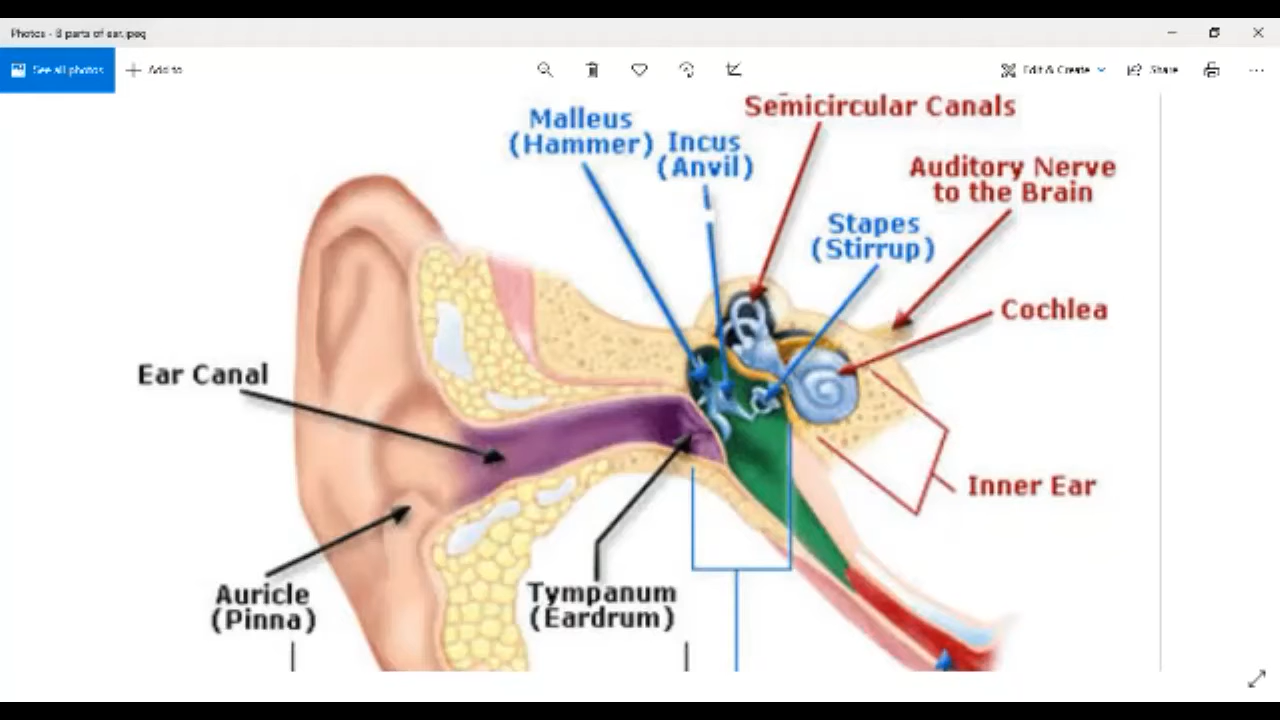 Photos - 8 parts of ear.jpeg
See all photos
Add to
Edit & Create
Share
Semicircular Canals
Malleus
(Hammer)
Incus
(Anvil)
Auditory Nerve
to the Brain
Stapes
(Stirrup)
Cochlea
Ear Canal
Inner Ear
Auricle
(Pinna)
Tympanum
(Eardrum)